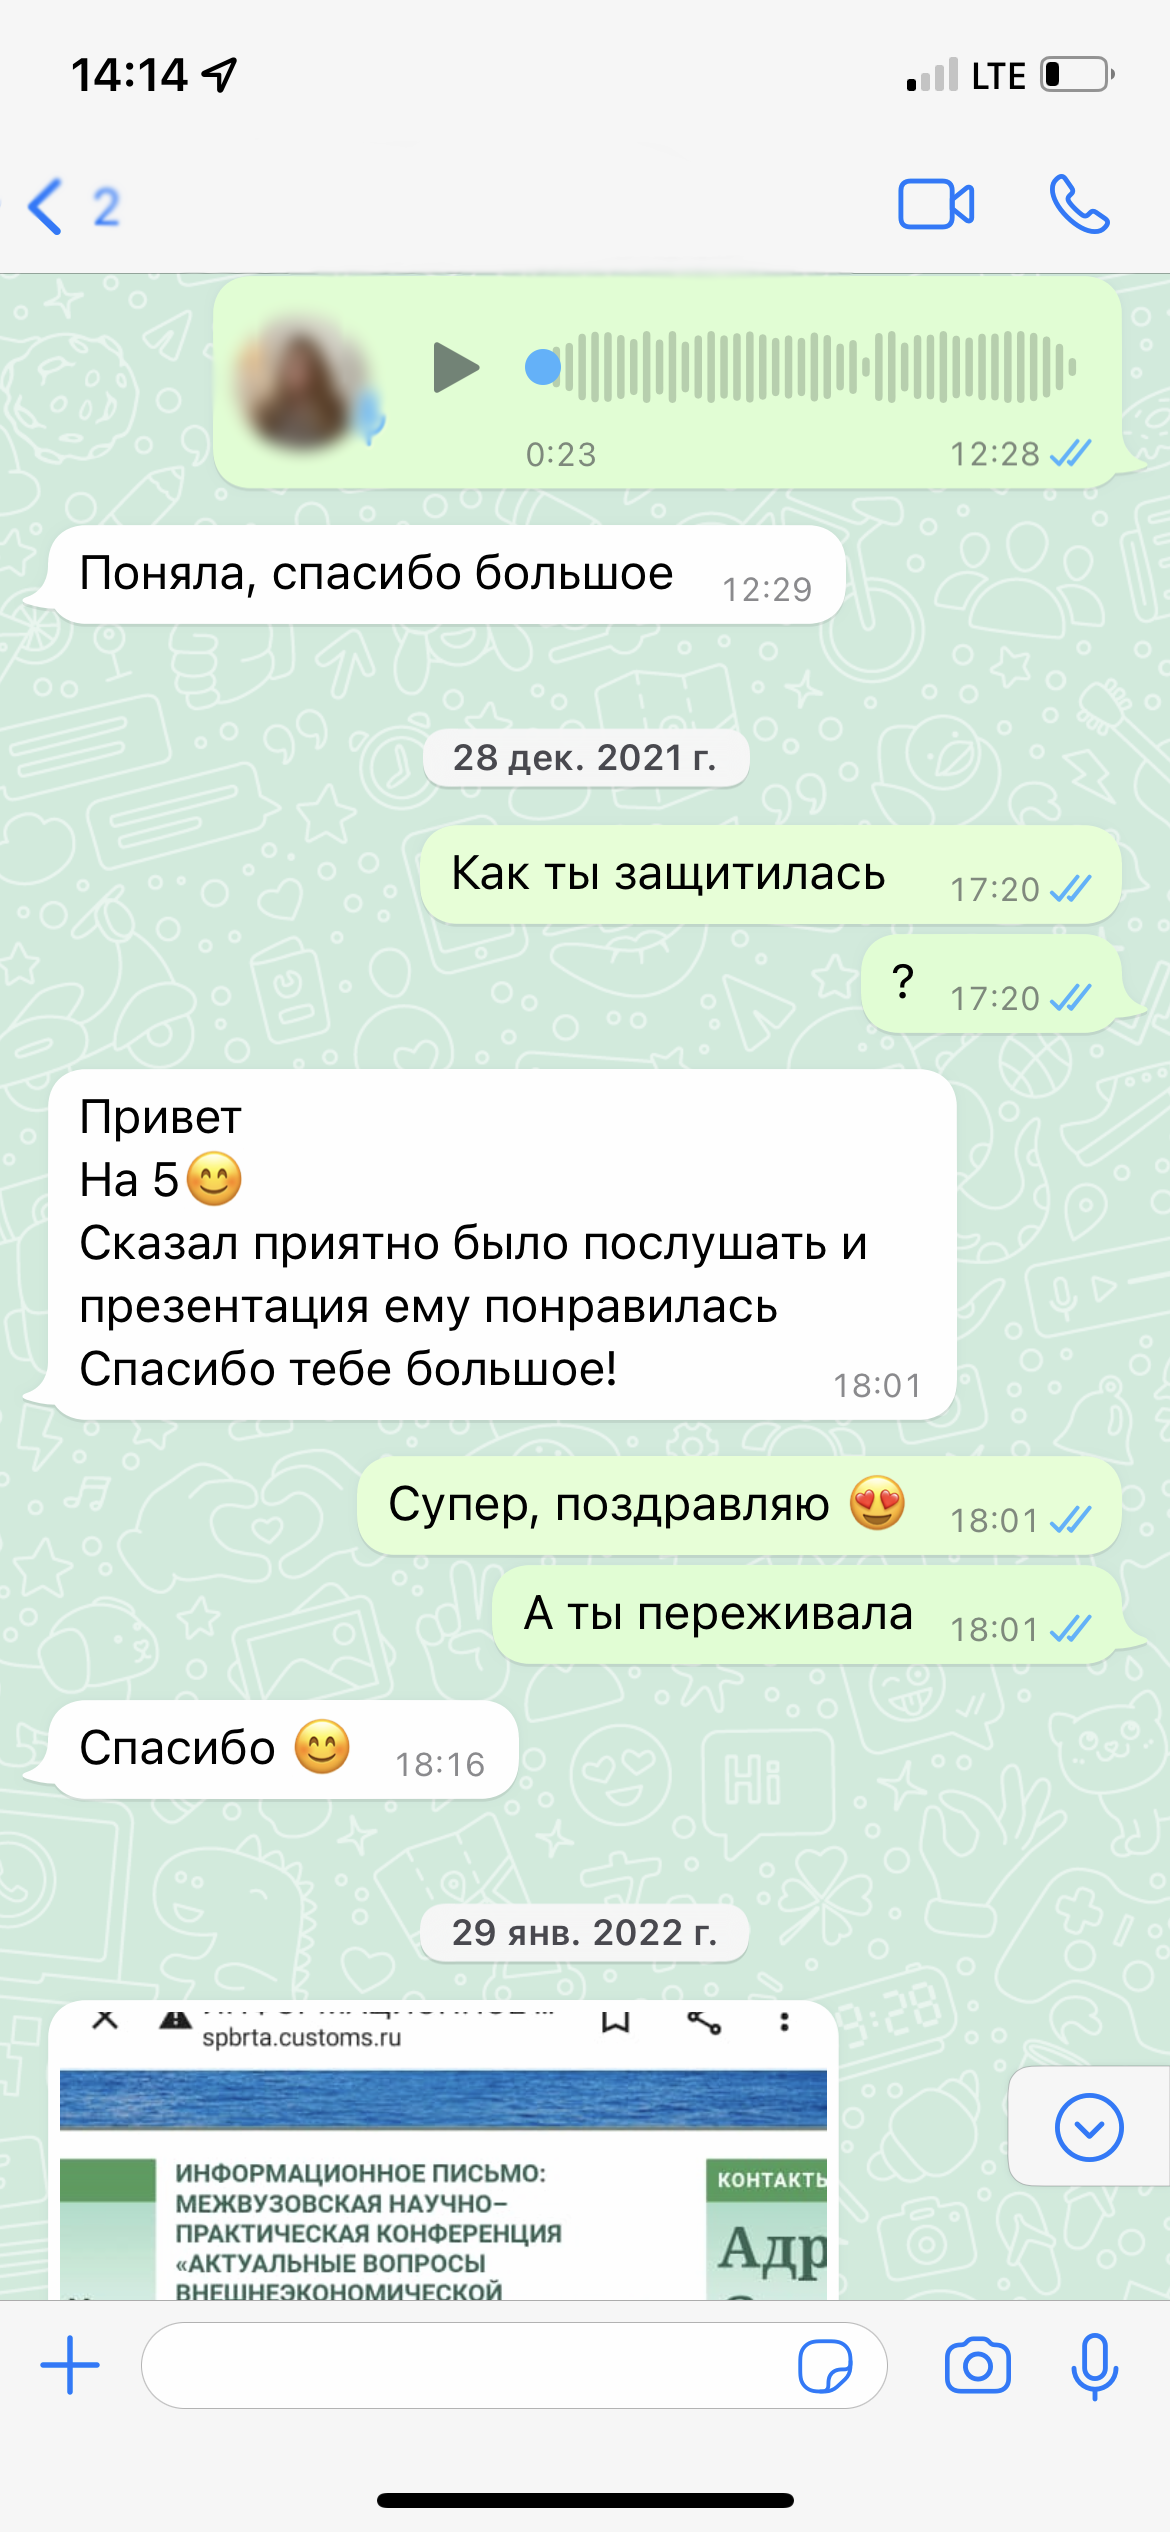 14:14
LTE
2
0:23
12:28
Поняла, спасибо большое
12:29
28 дек. 2021 г.
Как ты защитилась
17:20
?
17:20
Привет
На 5😊
Сказал приятно было послушать и
презентация ему понравилась
Спасибо тебе большое!
18:01
Супер, поздравляю 😍
18:01
А ты переживала
18:01
Спасибо 😊
18:16
29 янв. 2022 г.
spbrta.customs.ru
ИНФОРМАЦИОННОЕ ПИСЬМО:
МЕЖВУЗОВСКАЯ НАУЧНО-
ПРАКТИЧЕСКАЯ КОНФЕРЕНЦИЯ
«АКТУАЛЬНЫЕ ВОПРОСЫ
ВНЕШНЕЭКОНОМИЧЕСКОЙ
КОНТАКТЫ
Адр